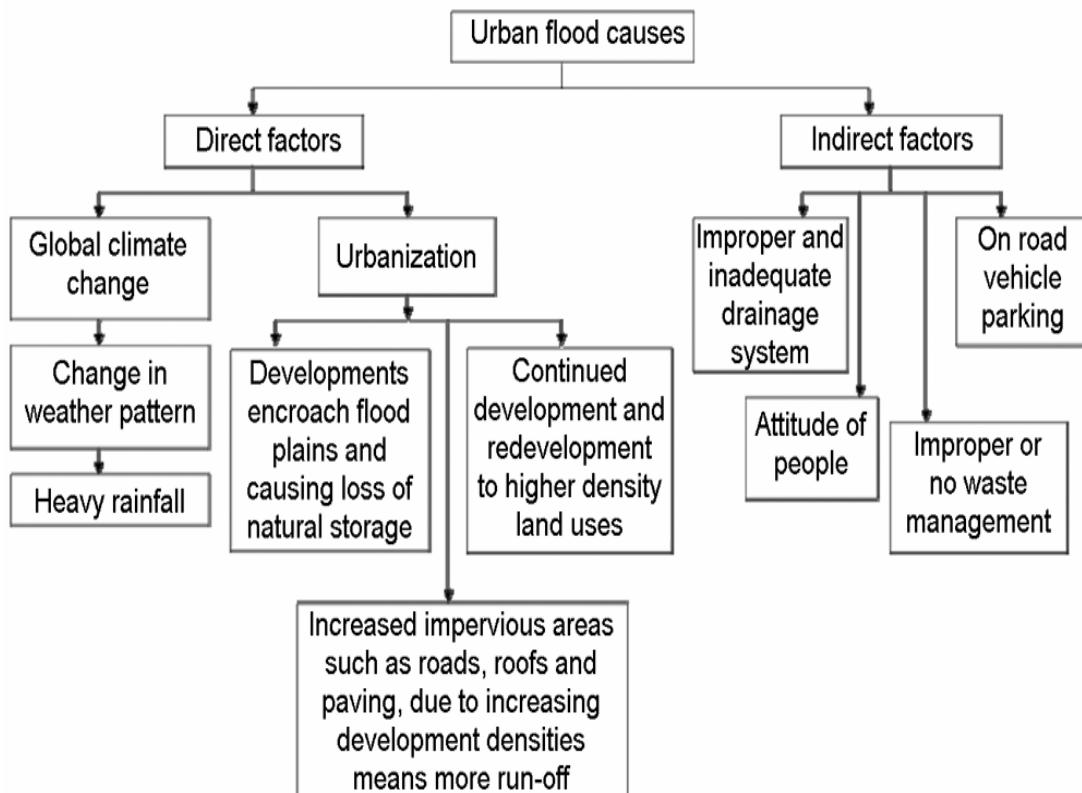 Urban flood causes
Direct factors
Indirect factors
Global climate
change
Urbanization
Improper and
inadequate
drainage
system
On road
vehicle
parking
Change in
weather pattern
Developments
encroach flood
plains and
causing loss of
natural storage
Continued
development and
redevelopment
to higher density
land uses
Attitude of
people
Improper or
no waste
management
Heavy rainfall
Increased impervious areas
such as roads, roofs and
paving, due to increasing
development densities
means more run-off